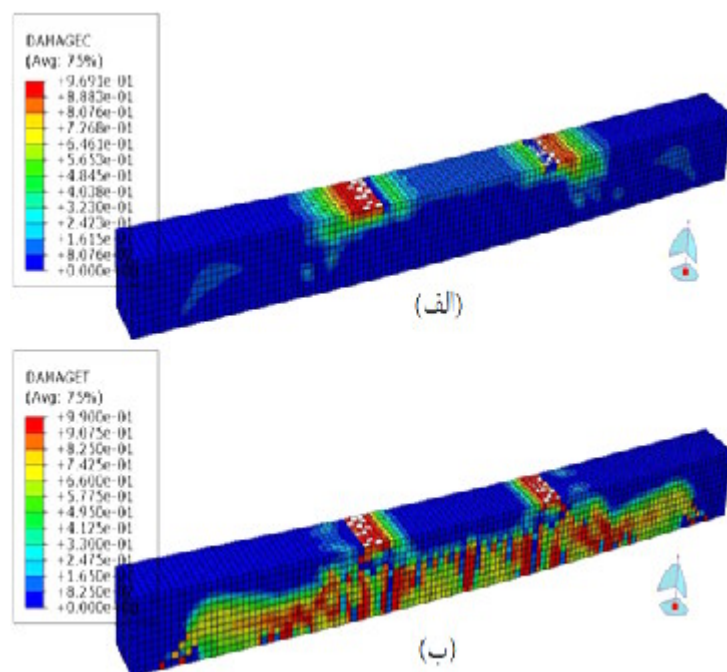 DAMAGEC
(Avg: 75%)
+9.691e-01
+8.883e-01
+8.076e-01
+7.268e-01
+6.461e-01
+5.653e-01
+4.845e-01
+4.038e-01
+3.230e-01
+2.423e-01
+1.615e-01
+8.076e-02
+0.000e+00
(الف)
DAMAGET
(Avg: 75%)
+9.900e-01
+9.075e-01
+8.250e-01
+7.425e-01
+6.600e-01
+5.775e-01
+4.950e-01
+4.125e-01
+3.300e-01
+2.475e-01
+1.650e-01
+8.250e-02
+0.000e+00
(ب)